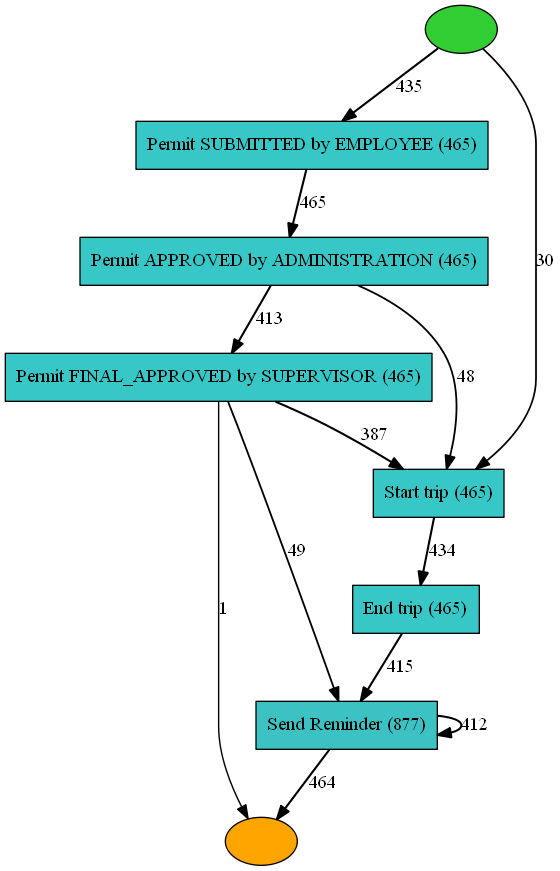 435
Permit SUBMITTED by EMPLOYEE (465)
465
30
Permit APPROVED by ADMINISTRATION (465)
413
48
Permit FINAL_APPROVED by SUPERVISOR (465)
387
Start trip (465)
49
434
1
End trip (465)
415
Send Reminder (877)
412
464